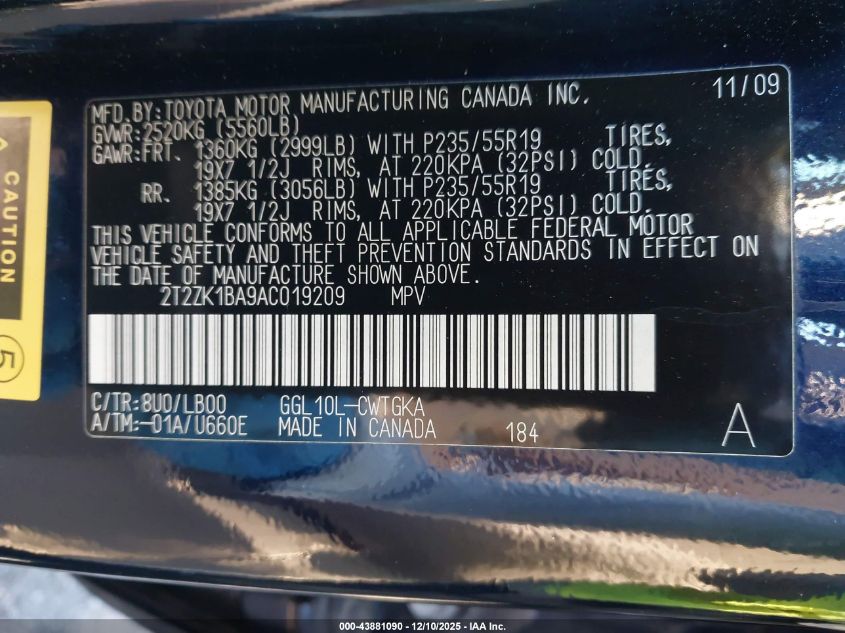 MFD. BY: TOYOTA MOTOR MANUFACTURING CANADA INC. 11/09
GVWR: 2520KG (5560LB)
GAWR: FRT. 1360KG (2999LB) WITH P235/55R19 TIRES,
19X7 1/2J RIMS, AT 220KPA (32PSI) COLD.
RR. 1385KG (3056LB) WITH P235/55R19 TIRES,
19X7 1/2J RIMS, AT 220KPA (32PSI) COLD.
THIS VEHICLE CONFORMS TO ALL APPLICABLE FEDERAL MOTOR
VEHICLE SAFETY AND THEFT PREVENTION STANDARDS IN EFFECT ON
THE DATE OF MANUFACTURE SHOWN ABOVE.
2T2ZK1BA9AC019209 MPV
C/TR: 8U0/LB00 GGL10L-CWTGKA
A/TM: -01A/U660E MADE IN CANADA 184 A
CAUTION
5
000-43881090 - 12/10/2025 - IAA Inc.